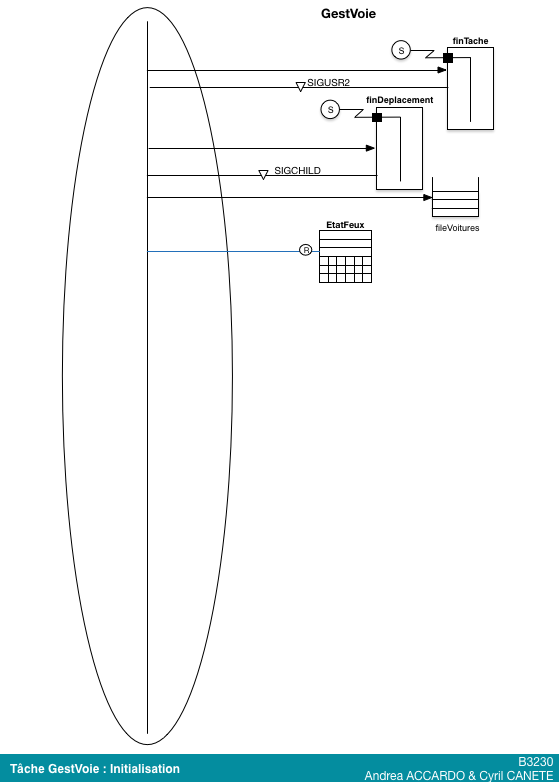 GestVoie
finTache
S
SIGUSR2
finDeplacement
S
SIGCHILD
fileVoitures
EtatFeux
R
Tâche GestVoie : Initialisation
B3230
Andrea ACCARDO & Cyril CANETE